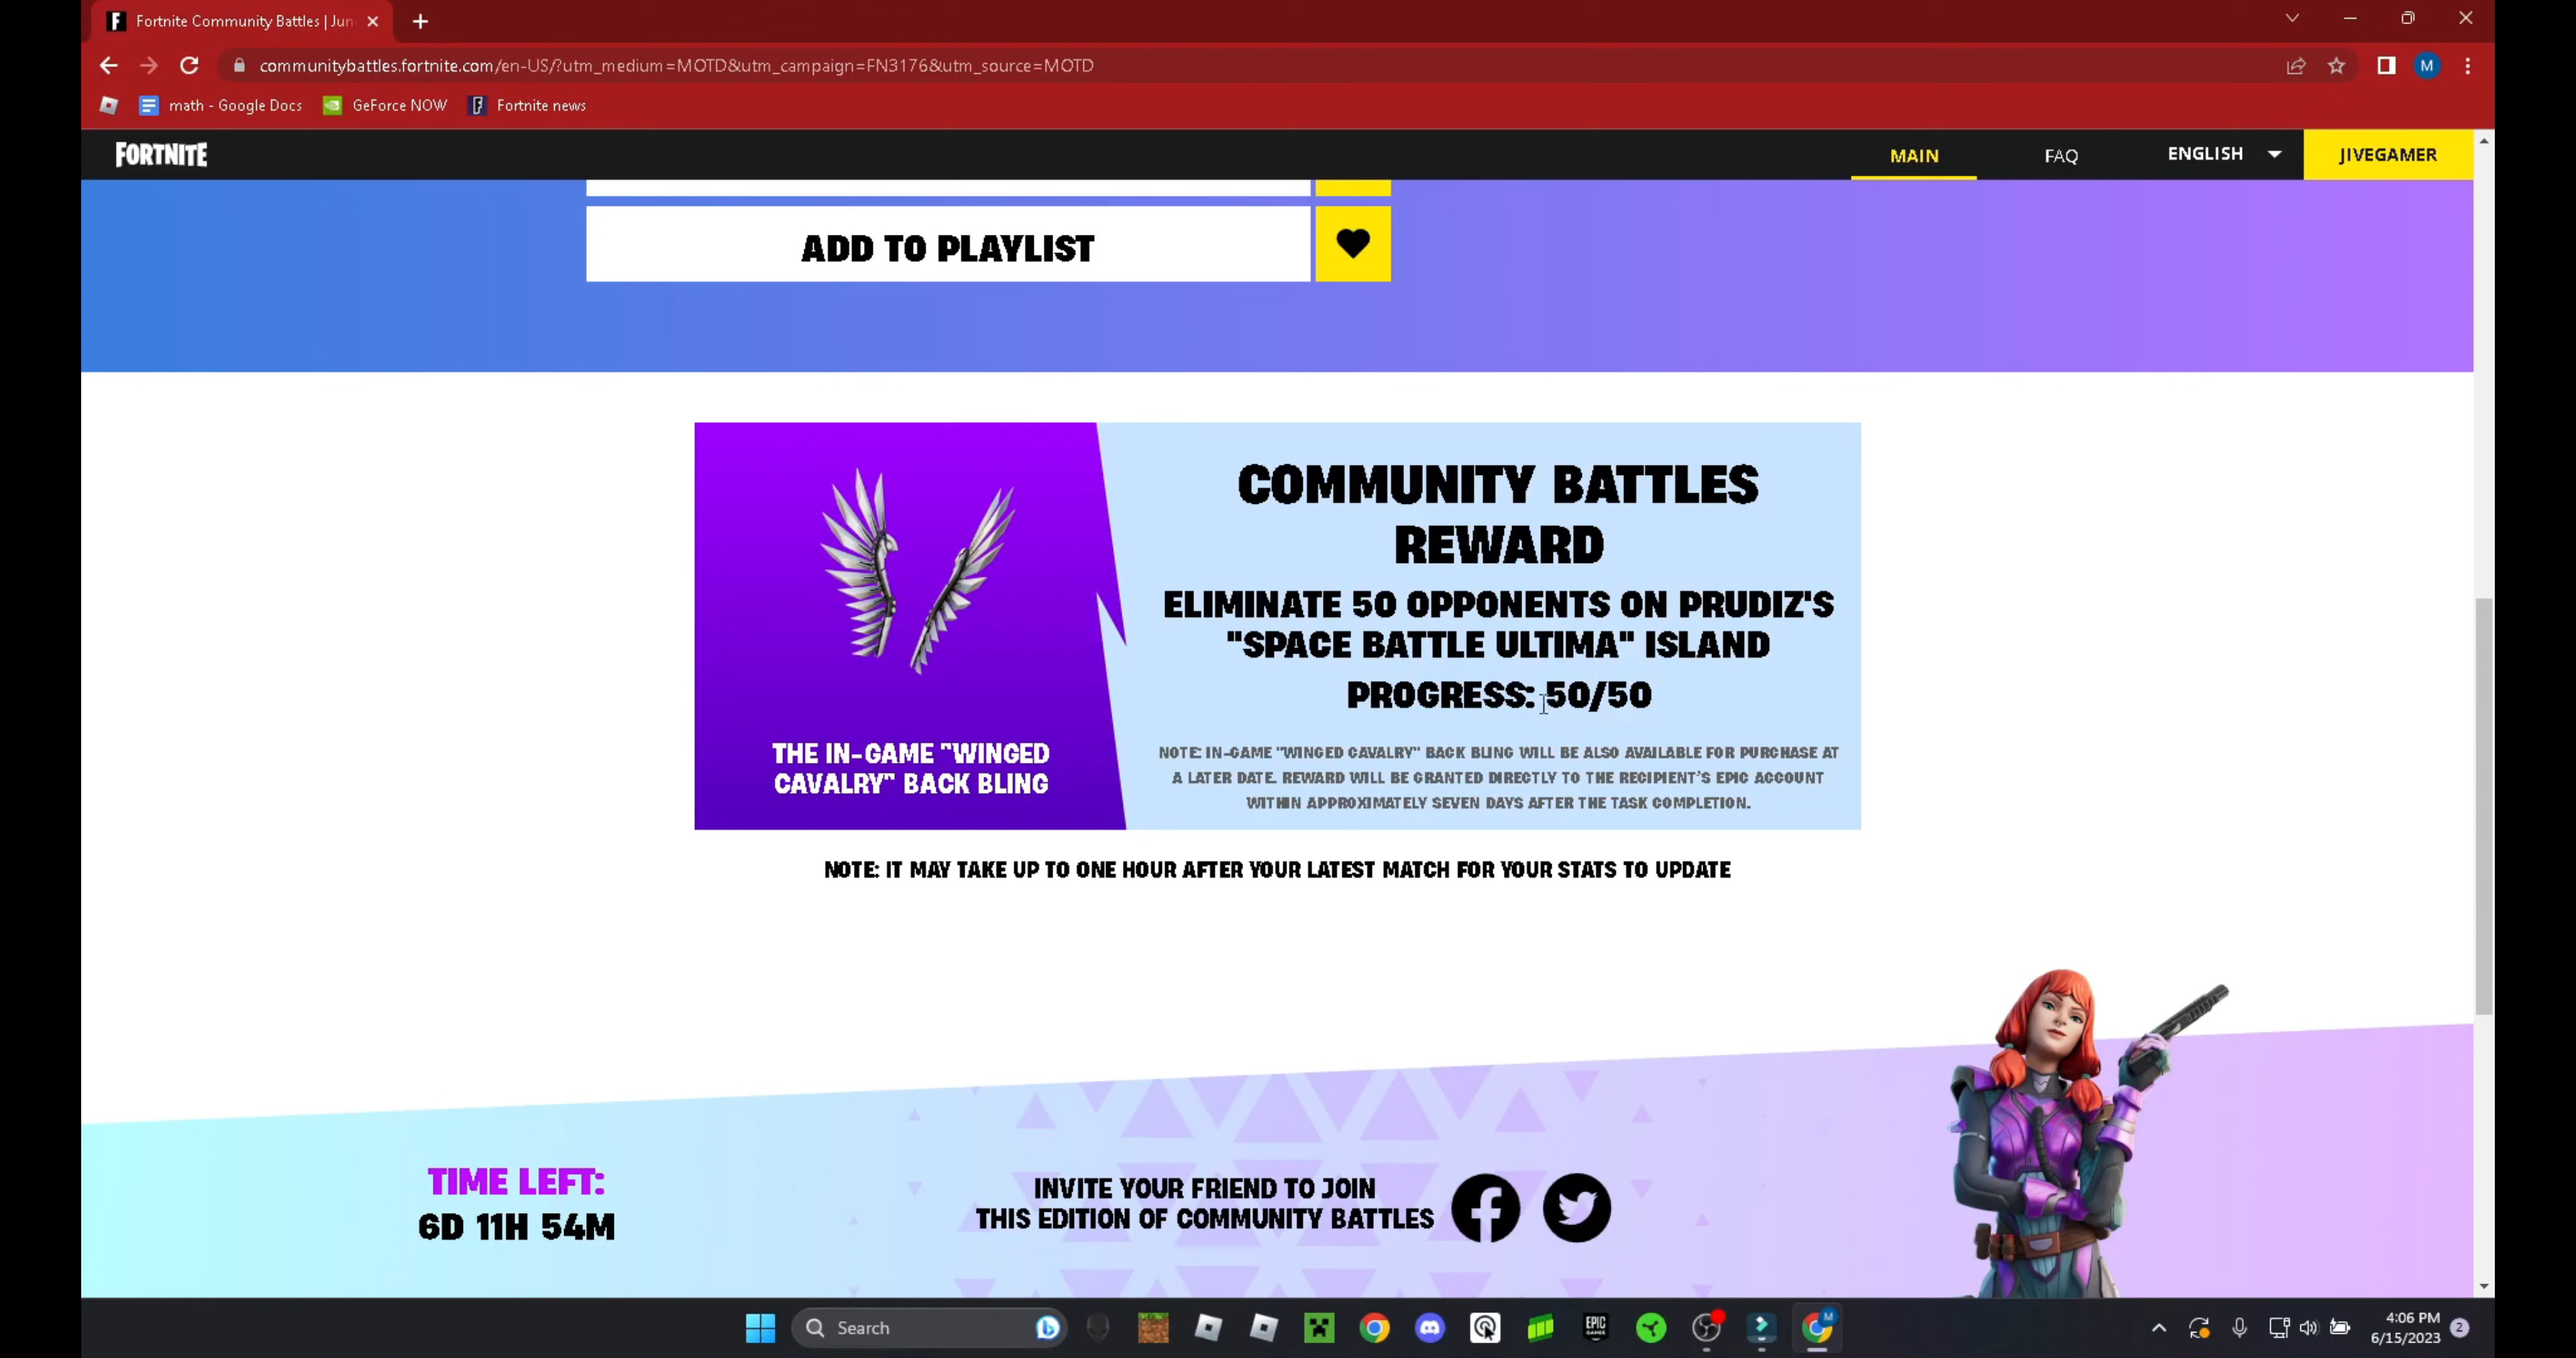 Fortnite Community Battles | Jun
communitybattles.fortnite.com/en-US/?utm_medium=MOTD&utm_campaign=FN3176&utm_source=MOTD
M
math - Google Docs
GeForce NOW
Fortnite news
FORTNITE
MAIN
FAQ
ENGLISH
JIVEGAMER
ADD TO PLAYLIST
COMMUNITY BATTLES
REWARD
ELIMINATE 50 OPPONENTS ON PRUDIZ'S
"SPACE BATTLE ULTIMA" ISLAND
PROGRESS: 50/50
THE IN-GAME "WINGED
CAVALRY" BACK BLING
NOTE: IN-GAME "WINGED CAVALRY" BACK BLING WILL BE ALSO AVAILABLE FOR PURCHASE AT
A LATER DATE. REWARD WILL BE GRANTED DIRECTLY TO THE RECIPIENT'S EPIC ACCOUNT
WITHIN APPROXIMATELY SEVEN DAYS AFTER THE TASK COMPLETION.
NOTE: IT MAY TAKE UP TO ONE HOUR AFTER YOUR LATEST MATCH FOR YOUR STATS TO UPDATE
TIME LEFT:
6D 11H 54M
INVITE YOUR FRIEND TO JOIN
THIS EDITION OF COMMUNITY BATTLES
Search
EPIC
GAMES
M
4:06 PM
6/15/2023
2